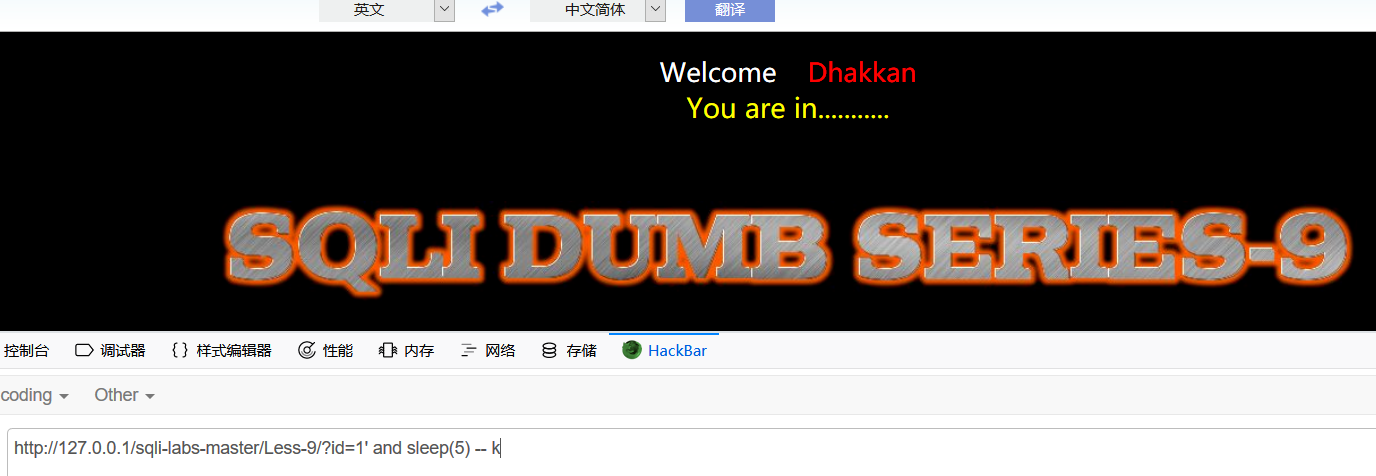 英文 中文简体 翻译
Welcome Dhakkan
You are in...........
SQLI DUMB SERIES-9
控制台 调试器 {} 样式编辑器 性能 内存 网络 存储 HackBar
coding Other
http://127.0.0.1/sqli-labs-master/Less-9/?id=1' and sleep(5) -- k